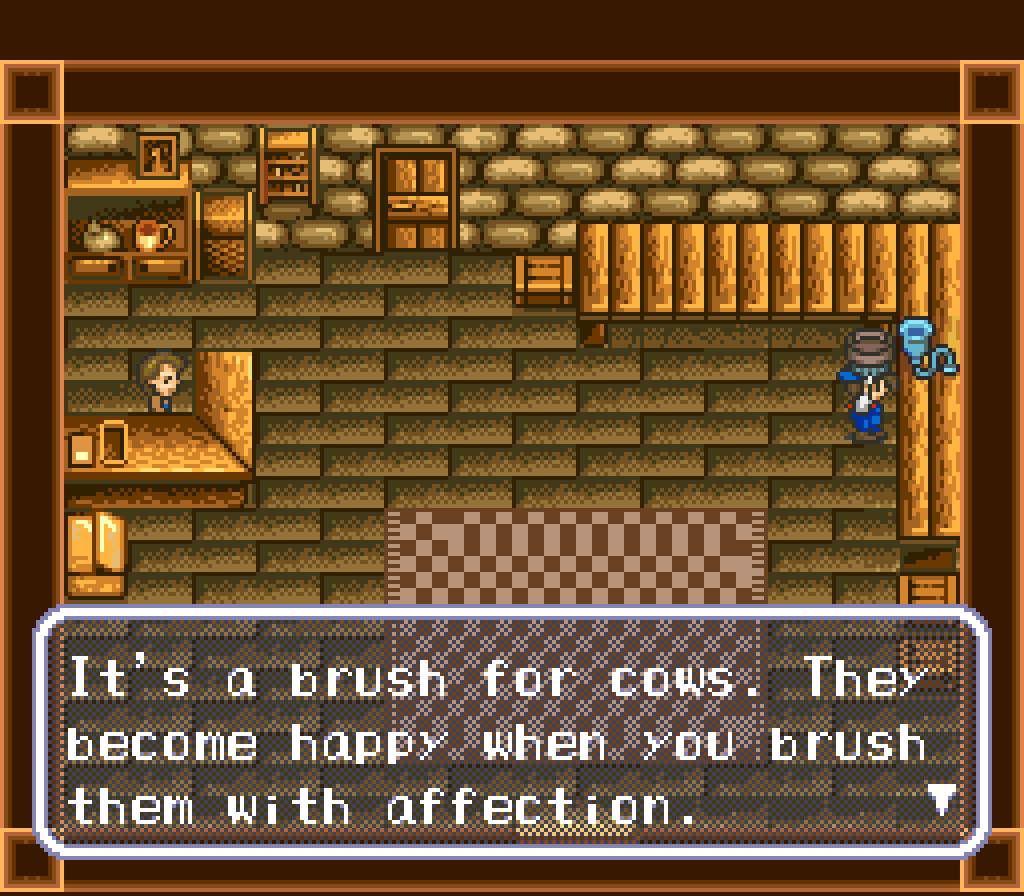 It's a brush for cows. They
become happy when you brush
them with affection.